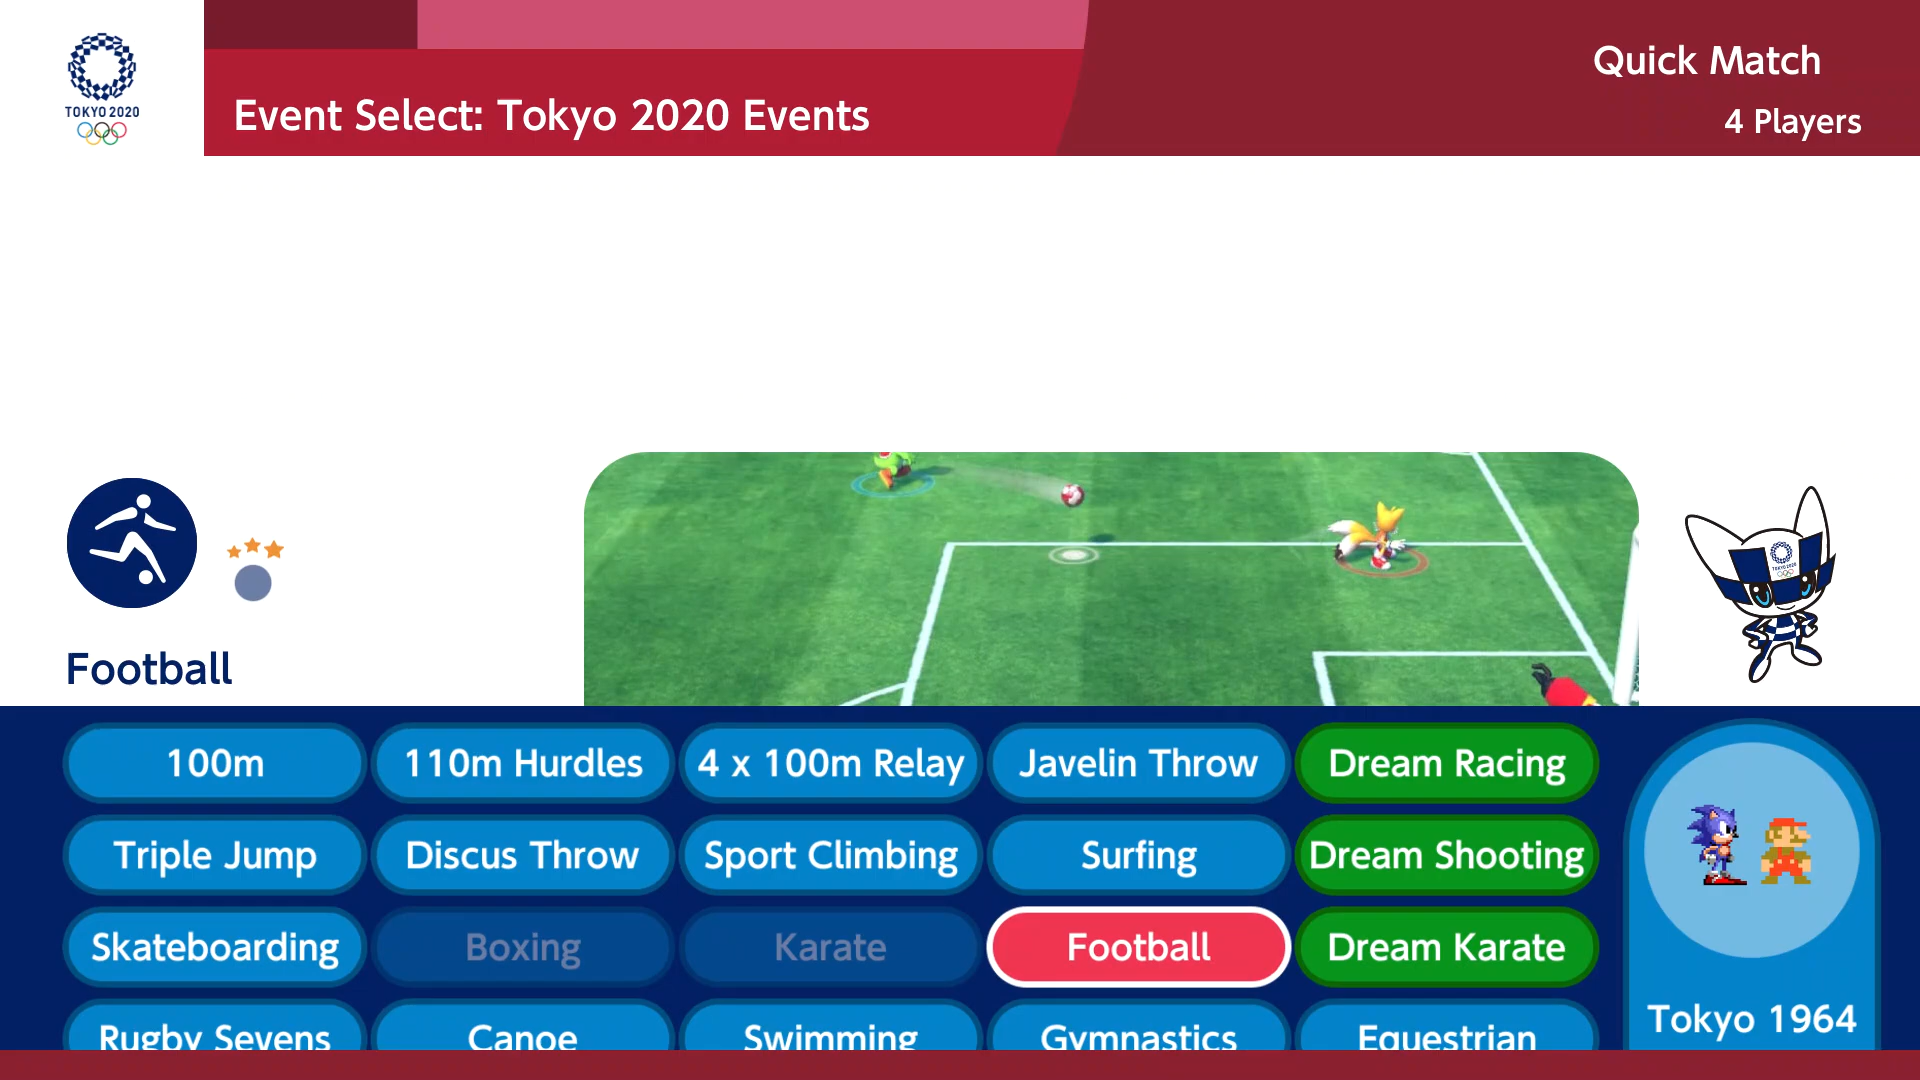 TOKYO 2020
Event Select: Tokyo 2020 Events
Quick Match
4 Players
Football
100m
110m Hurdles
4 x 100m Relay
Javelin Throw
Dream Racing
Triple Jump
Discus Throw
Sport Climbing
Surfing
Dream Shooting
Skateboarding
Boxing
Karate
Football
Dream Karate
Rugby Sevens
Canoe
Swimming
Gymnastics
Equestrian
Tokyo 1964